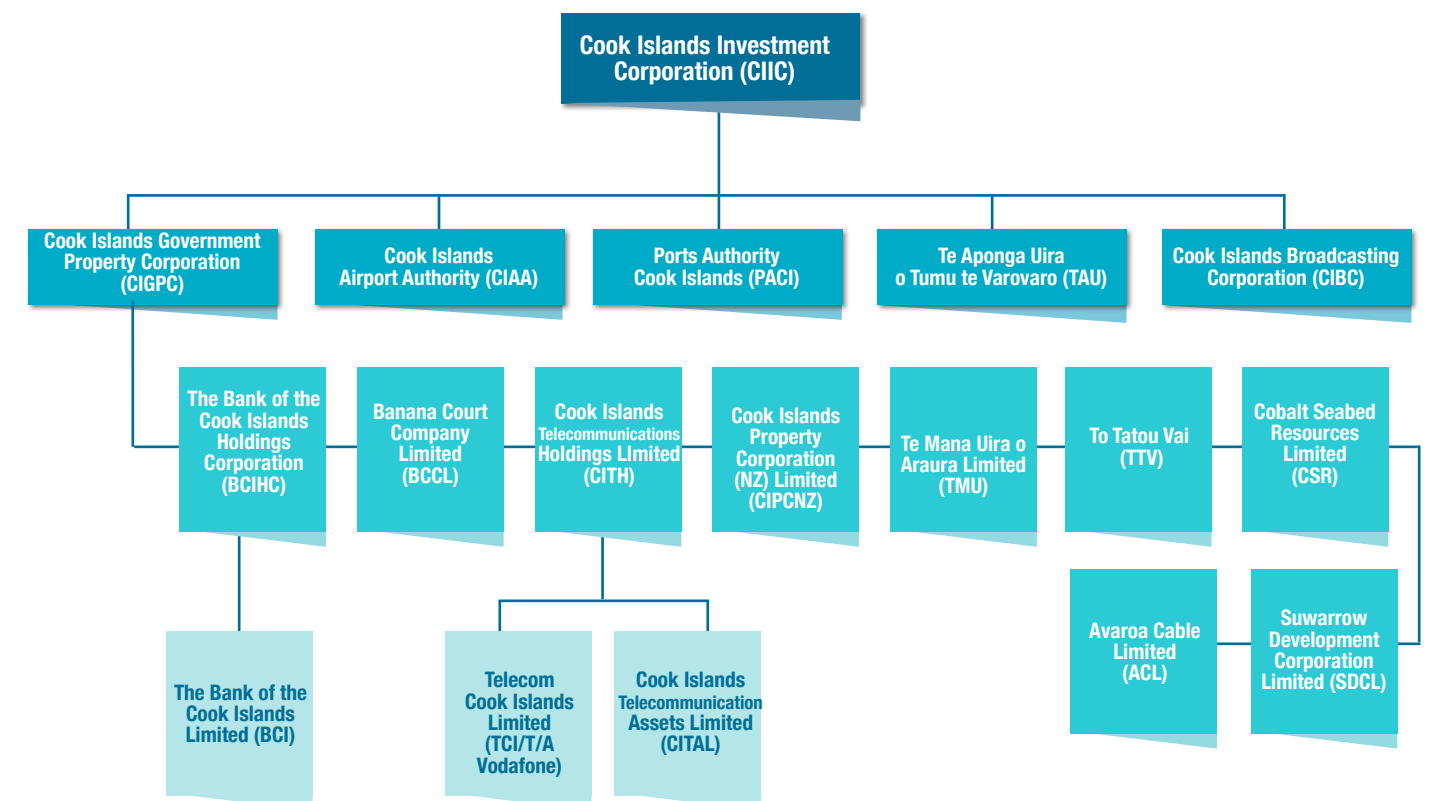 Cook Islands Investment
Corporation (CIIC)
Cook Islands Government
Property Corporation
(CIGPC)
Cook Islands
Airport Authority (CIAA)
Ports Authority
Cook Islands (PACI)
Te Aponga Uira
o Tumu te Varovaro (TAU)
Cook Islands Broadcasting
Corporation (CIBC)
The Bank of the
Cook Islands
Holdings
Corporation
(BCIHC)
Banana Court
Company
Limited
(BCCL)
Cook Islands
Telecommunications
Holdings LImited
(CITH)
Cook Islands
Property
Corporation
(NZ) Limited
(CIPCNZ)
Te Mana Uira o
Araura Limited
(TMU)
To Tatou Vai
(TTV)
Cobalt Seabed
Resources
Limited
(CSR)
Avaroa Cable
Limited
(ACL)
Suwarrow
Development
Corporation
Limited (SDCL)
The Bank of the
Cook Islands
Limited (BCI)
Telecom
Cook Islands
Limited
(TCI/T/A
Vodafone)
Cook Islands
Telecommunication
Assets Limited
(CITAL)